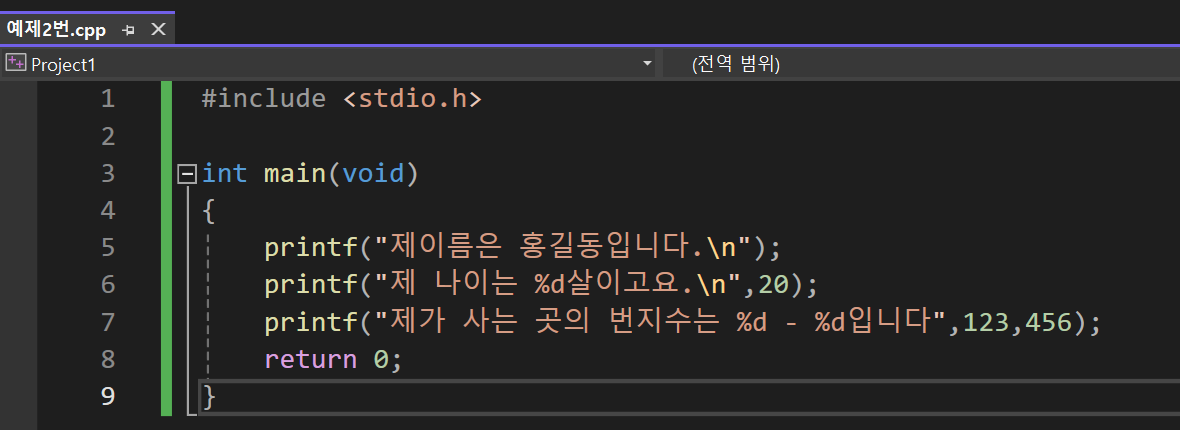 예제2번.cpp
Project1 (전역 범위)
1 #include <stdio.h>
2
3 int main(void)
4 {
5 printf("제이름은 홍길동입니다.\n");
6 printf("제 나이는 %d살이고요.\n",20);
7 printf("제가 사는 곳의 번지수는 %d - %d입니다",123,456);
8 return 0;
9 }